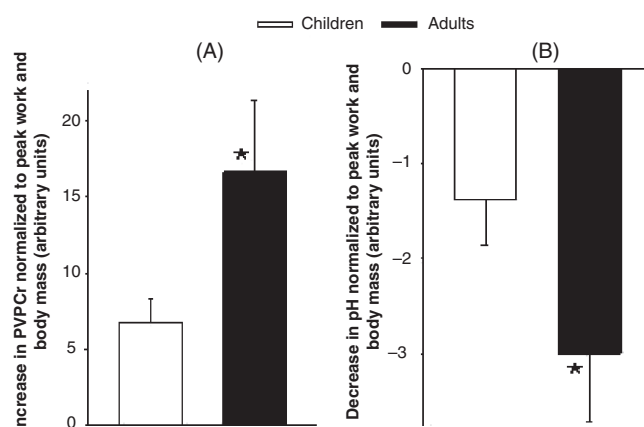 Children Adults
(A) (B)
ncrease in PVPCr normalized to peak work and
body mass (arbitrary units)
20
15
10
5
0
Decrease in pH normalized to peak work and
body mass (arbitrary units)
0
−1
−2
−3